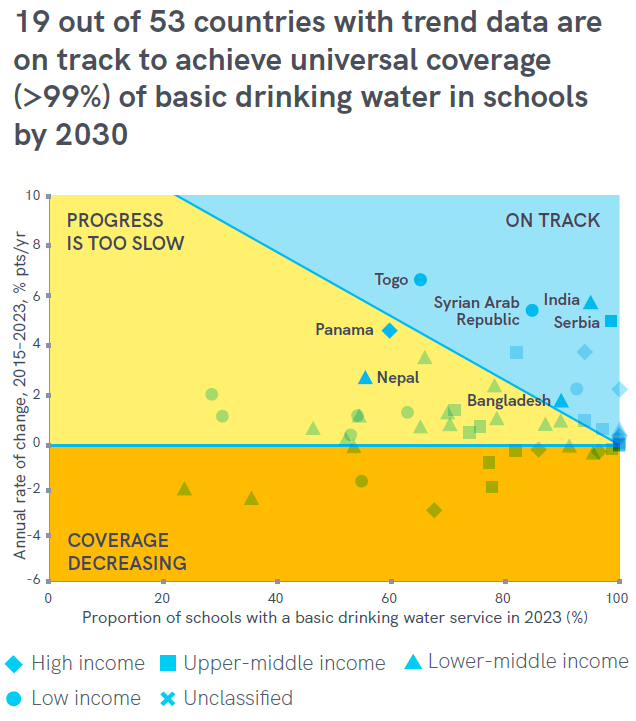 19 out of 53 countries with trend data are
on track to achieve universal coverage
(>99%) of basic drinking water in schools
by 2030
10
8
6
4
2
0
-2
-4
-6
Annual rate of change, 2015–2023, % pts/yr
PROGRESS
IS TOO SLOW
ON TRACK
Togo
Syrian Arab
Republic
India
Serbia
Panama
Nepal
Bangladesh
COVERAGE
DECREASING
0
20
40
60
80
100
Proportion of schools with a basic drinking water service in 2023 (%)
High income
Upper-middle income
Lower-middle income
Low income
Unclassified